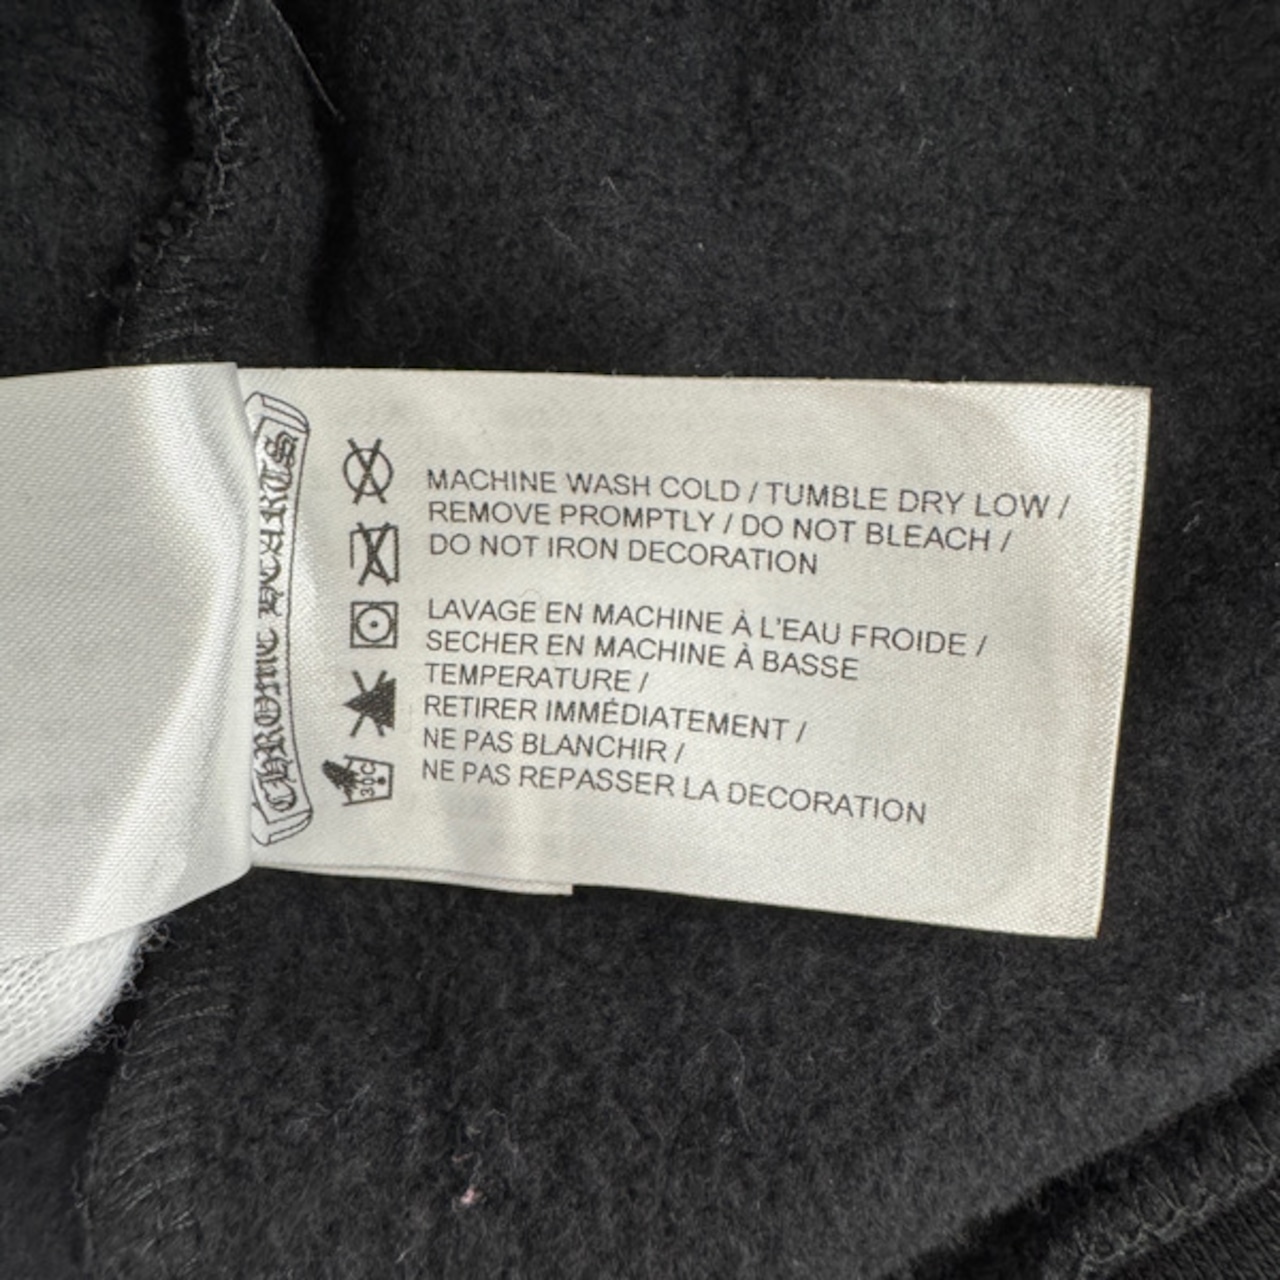 CHROME HEARTS
MACHINE WASH COLD / TUMBLE DRY LOW /
REMOVE PROMPTLY / DO NOT BLEACH /
DO NOT IRON DECORATION
LAVAGE EN MACHINE À L'EAU FROIDE /
SECHER EN MACHINE À BASSE
TEMPERATURE /
RETIRER IMMÉDIATEMENT /
NE PAS BLANCHIR /
NE PAS REPASSER LA DECORATION
30C